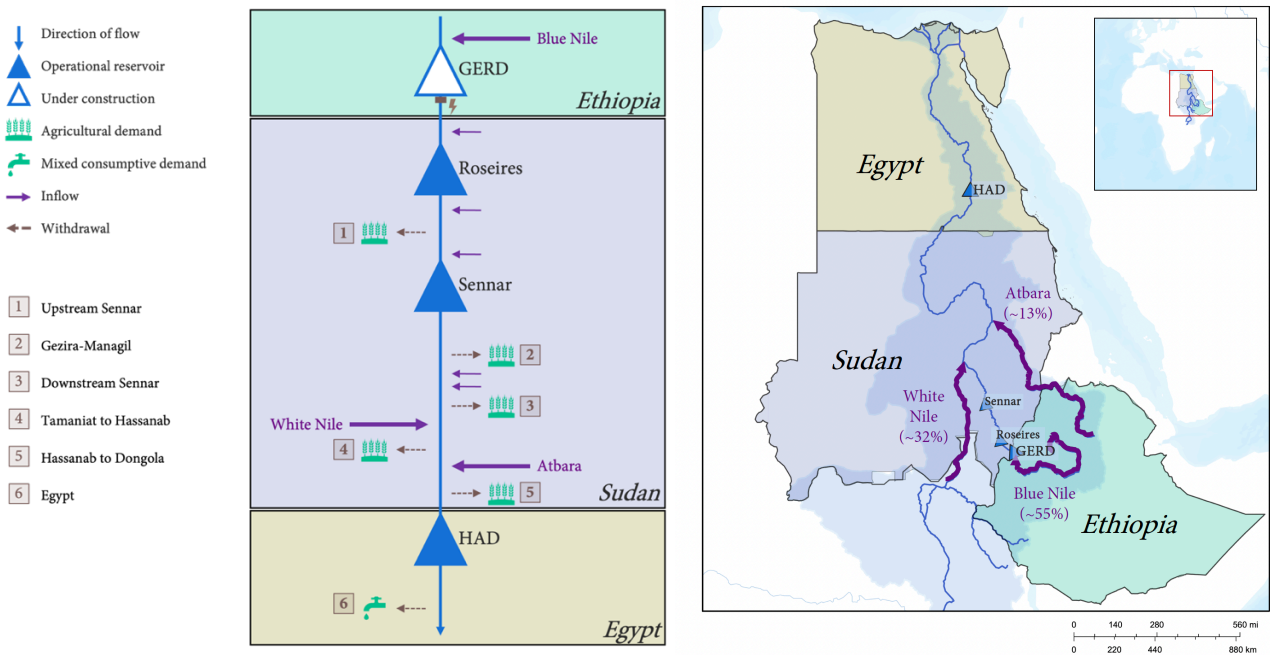 Direction of flow
Operational reservoir
Under construction
Agricultural demand
Mixed consumptive demand
Inflow
Withdrawal
1 Upstream Sennar
2 Gezira-Managil
3 Downstream Sennar
4 Tamaniat to Hassanab
5 Hassanab to Dongola
6 Egypt
Blue Nile
GERD
Ethiopia
Roseires
1
Sennar
2
3
White Nile
4
Atbara
5
Sudan
HAD
6
Egypt
Egypt
HAD
Atbara
(~13%)
Sudan
White
Nile
(~32%)
Sennar
Roseires
GERD
Blue Nile
(~55%)
Ethiopia
0 140 280 560 mi
0 220 440 880 km